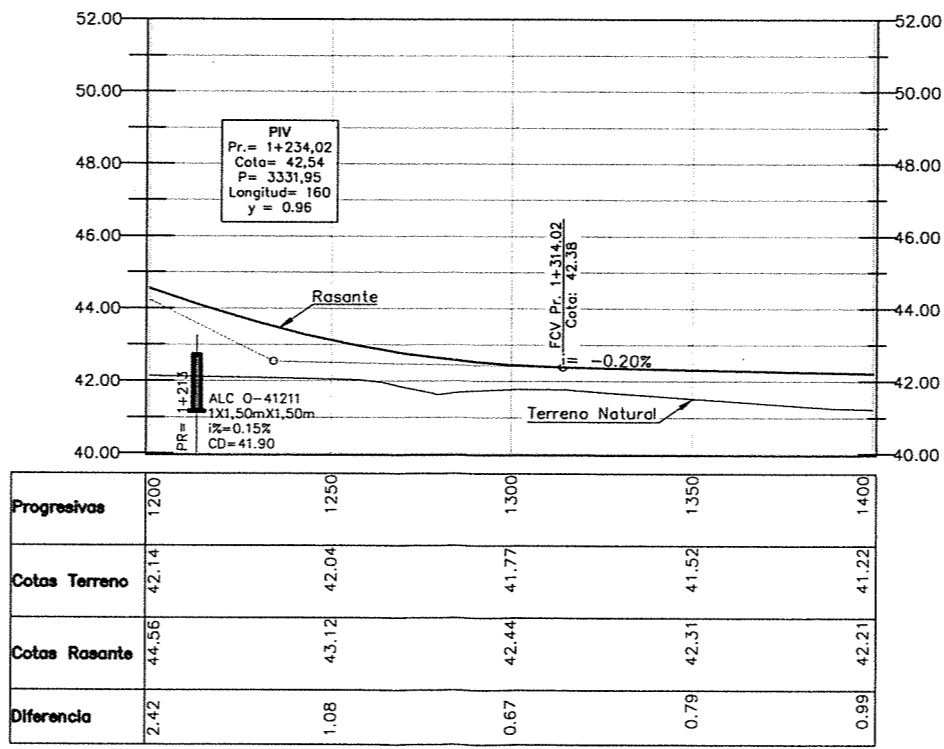 52.00
52.00
50.00
50.00
48.00
48.00
46.00
46.00
44.00
44.00
42.00
42.00
40.00
40.00
PIV
Pr.= 1+234,02
Cota= 42,54
P= 3331,95
Longitud= 160
y = 0.96
Rasante
FCV Pr. 1+314.02
Cota: 42.38
= -0.20%
PR= 1+213
ALC O-41211
1X1,50mX1,50m
i%=0.15%
CD=41.90
Terreno Natural
Progresivas 1200 1250 1300 1350 1400
Cotas Terreno 42.14 42.04 41.77 41.52 41.22
Cotas Rasante 44.56 43.12 42.44 42.31 42.21
Diferencia 2.42 1.08 0.67 0.79 0.99